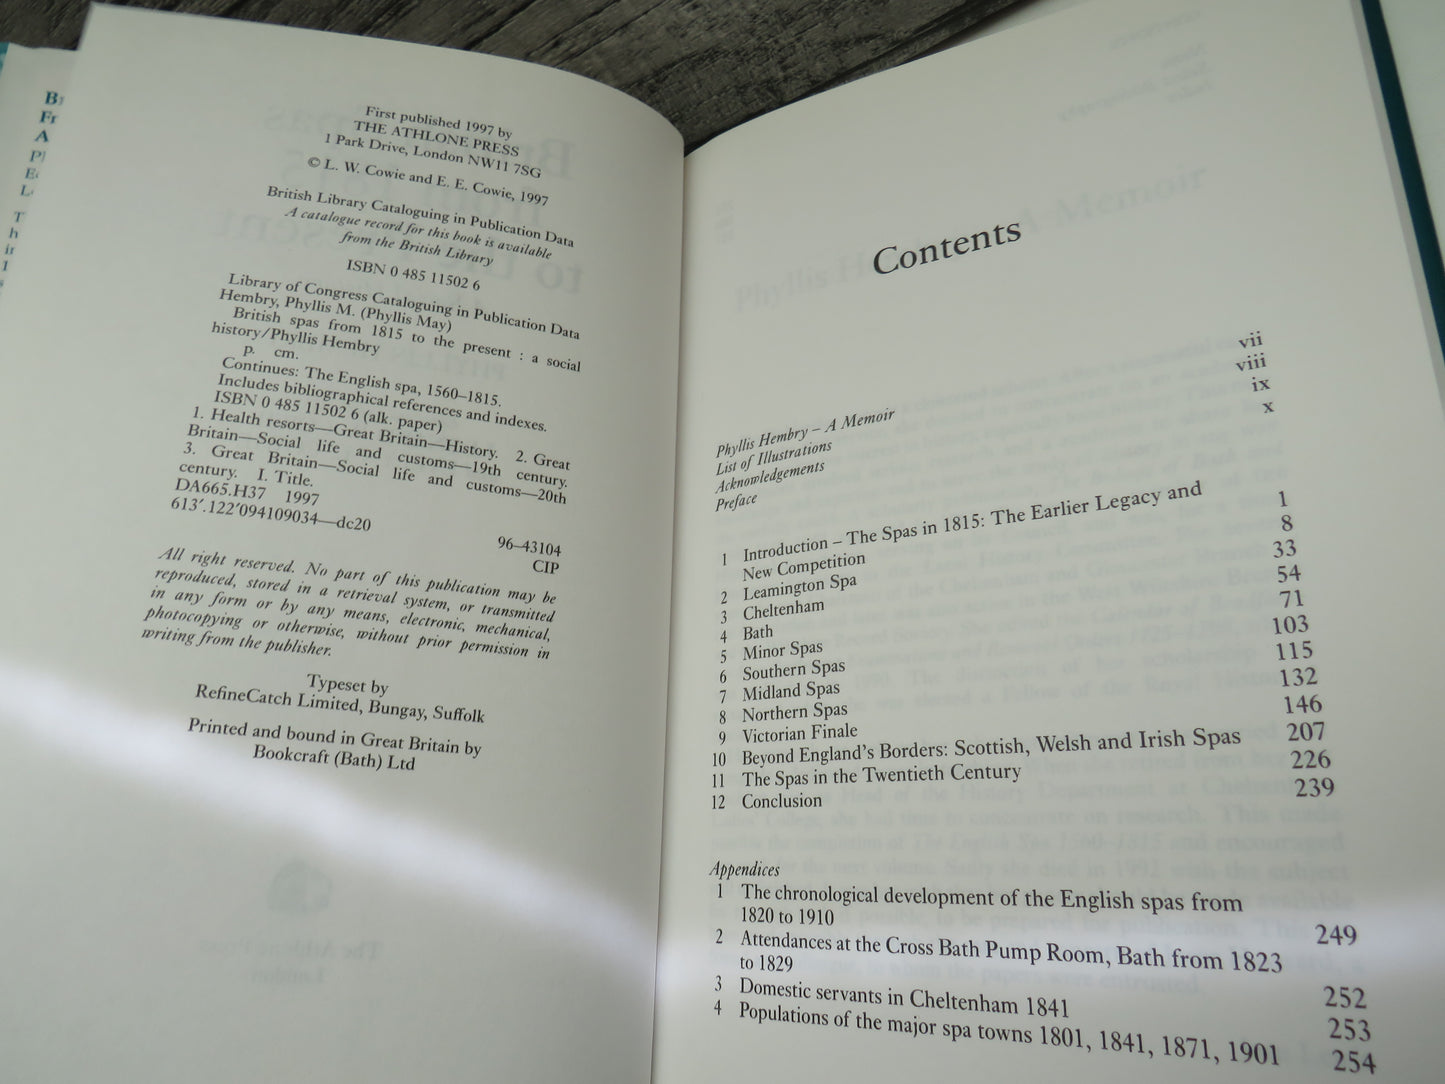 First published 1997 by
THE ATHLONE PRESS
1 Park Drive, London NW11 7SG
© L. W. Cowie and E. E. Cowie, 1997
British Library Cataloguing in Publication Data
A catalogue record for this book is available
from the British Library
ISBN 0 485 11502 6
Library of Congress Cataloguing in Publication Data
Hembry, Phyllis M. (Phyllis May)
British spas from 1815 to the present : a social
history/Phyllis Hembry
p. cm.
Continues: The English spa, 1560–1815.
Includes bibliographical references and indexes.
ISBN 0 485 11502 6 (alk. paper)
1. Health resorts—Great Britain—History. 2. Great
Britain—Social life and customs—19th century.
3. Great Britain—Social life and customs—20th
century. I. Title.
DA665.H37 1997
613′.122′094109034—dc20
96–43104
CIP
All right reserved. No part of this publication may be
reproduced, stored in a retrieval system, or transmitted
in any form or by any means, electronic, mechanical,
photocopying or otherwise, without prior permission in
writing from the publisher.
Typeset by
RefineCatch Limited, Bungay, Suffolk
Printed and bound in Great Britain by
Bookcraft (Bath) Ltd
Contents
Phyllis Hembry – A Memoir vii
List of Illustrations viii
Acknowledgements ix
Preface x
1 Introduction – The Spas in 1815: The Earlier Legacy and
New Competition 1
2 Leamington Spa 8
3 Cheltenham 33
4 Bath 54
5 Minor Spas 71
6 Southern Spas 103
7 Midland Spas 115
8 Northern Spas 132
9 Victorian Finale 146
10 Beyond England's Borders: Scottish, Welsh and Irish Spas 207
11 The Spas in the Twentieth Century 226
12 Conclusion 239
Appendices
1 The chronological development of the English spas from
1820 to 1910 249
2 Attendances at the Cross Bath Pump Room, Bath from 1823
to 1829 252
3 Domestic servants in Cheltenham 1841 253
4 Populations of the major spa towns 1801, 1841, 1871, 1901 254